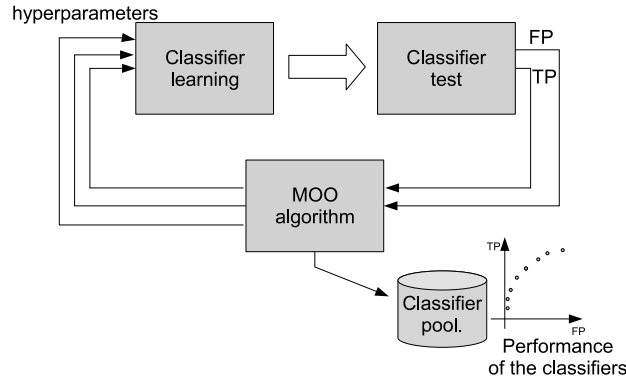 hyperparameters
Classifier
learning
Classifier
test
FP
TP
MOO
algorithm
Classifier
pool.
TP
FP
Performance
of the classifiers